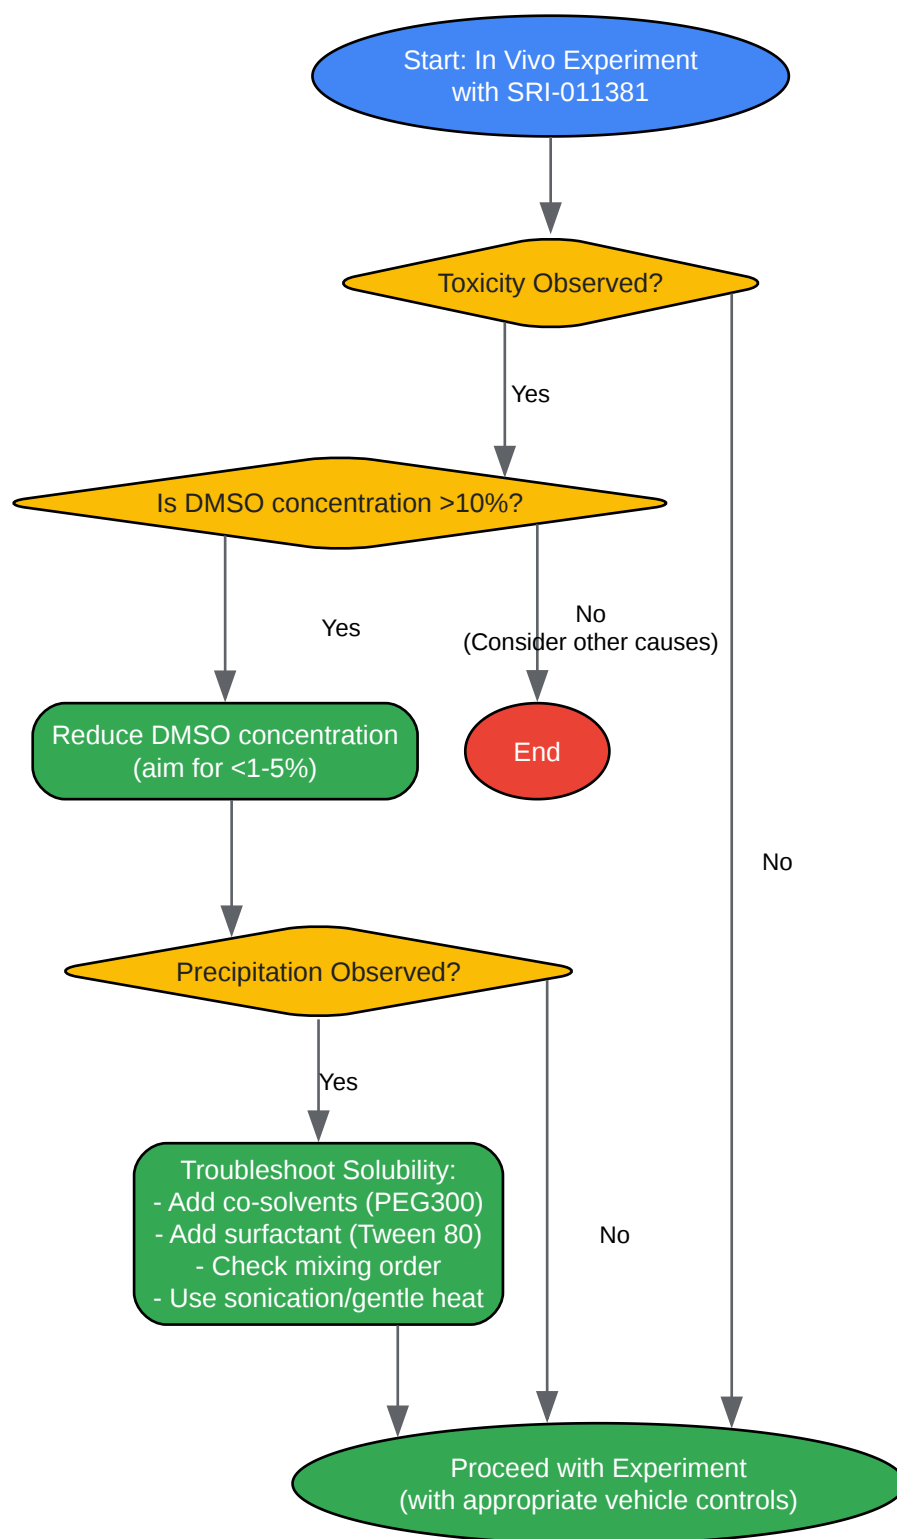 Start: In Vivo Experiment
with SRI-011381
Toxicity Observed?
Yes
Is DMSO concentration >10%?
Yes
No
(Consider other causes)
Reduce DMSO concentration
(aim for <1-5%)
End
No
Precipitation Observed?
Yes
Troubleshoot Solubility:
- Add co-solvents (PEG300)
- Add surfactant (Tween 80)
- Check mixing order
- Use sonication/gentle heat
No
Proceed with Experiment
(with appropriate vehicle controls)